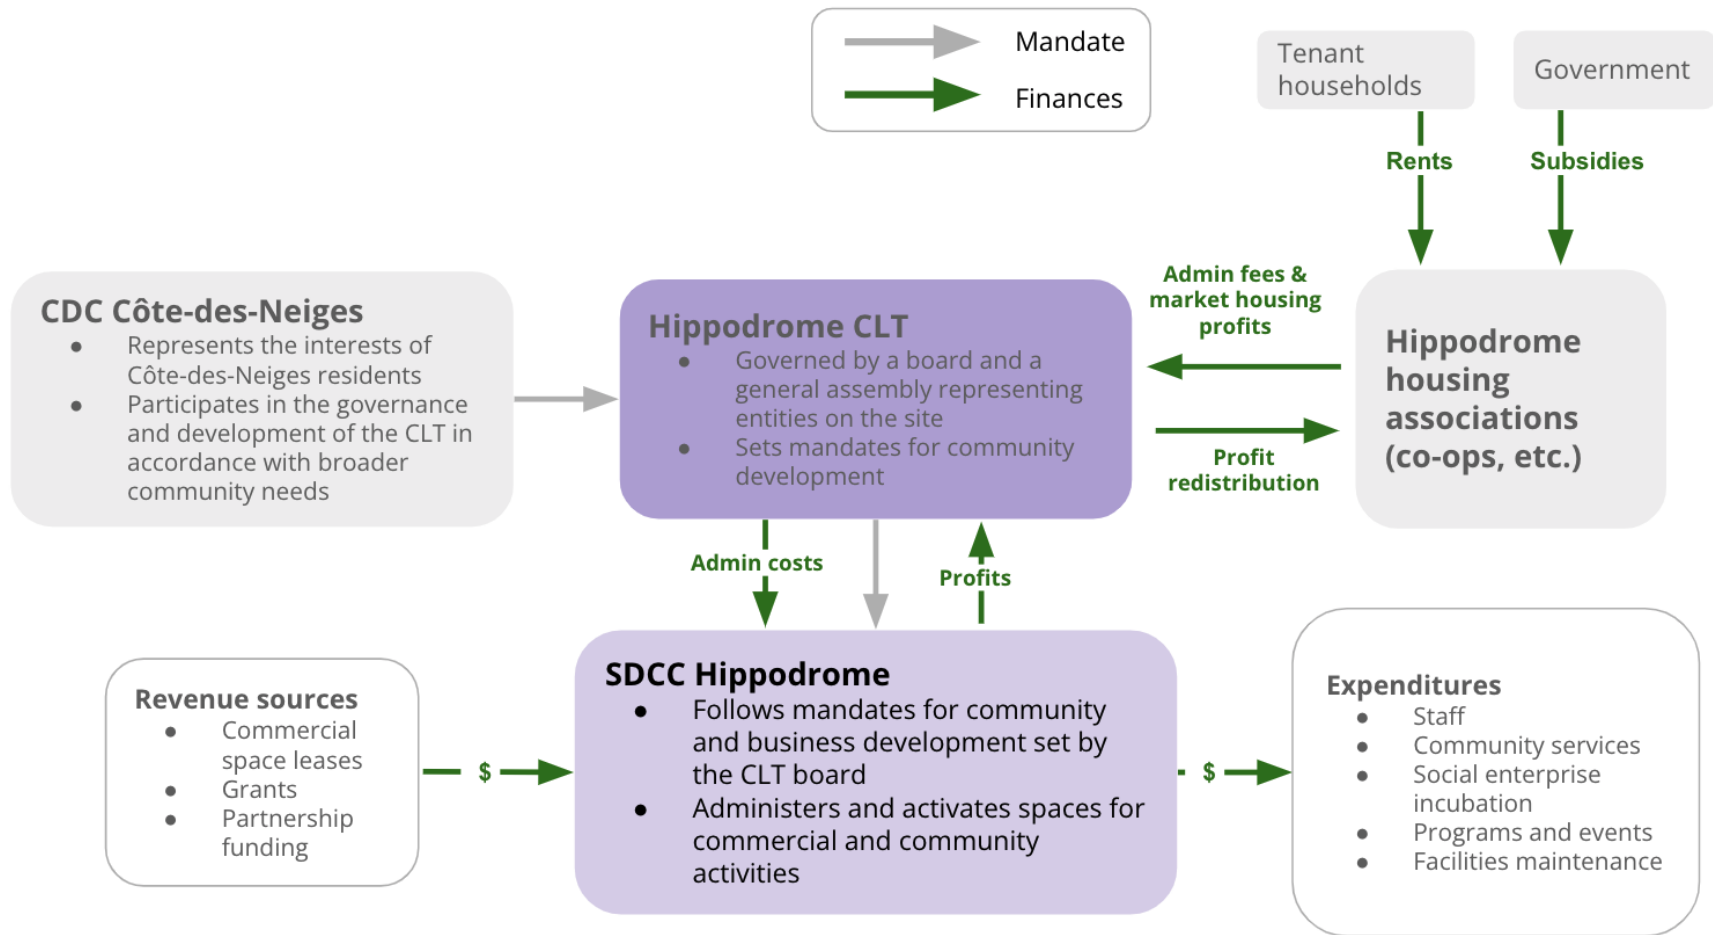 Mandate
Finances
Tenant
households
Government
Rents
Subsidies
CDC Côte-des-Neiges
● Represents the interests of
Côte-des-Neiges residents
● Participates in the governance
and development of the CLT in
accordance with broader
community needs
Hippodrome CLT
● Governed by a board and a
general assembly representing
entities on the site
● Sets mandates for community
development
Admin fees &
market housing
profits
Profit
redistribution
Hippodrome
housing
associations
(co-ops, etc.)
Admin costs
Profits
Revenue sources
● Commercial
space leases
● Grants
● Partnership
funding
$
SDCC Hippodrome
● Follows mandates for community
and business development set by
the CLT board
● Administers and activates spaces for
commercial and community
activities
$
Expenditures
● Staff
● Community services
● Social enterprise
incubation
● Programs and events
● Facilities maintenance